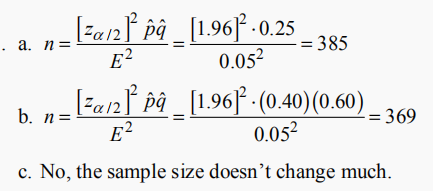 . a. n = [z_{α/2}]² p̂q̂ / E² = [1.96]² · 0.25 / 0.05² = 385
b. n = [z_{α/2}]² p̂q̂ / E² = [1.96]² · (0.40)(0.60) / 0.05² = 369
c. No, the sample size doesn’t change much.